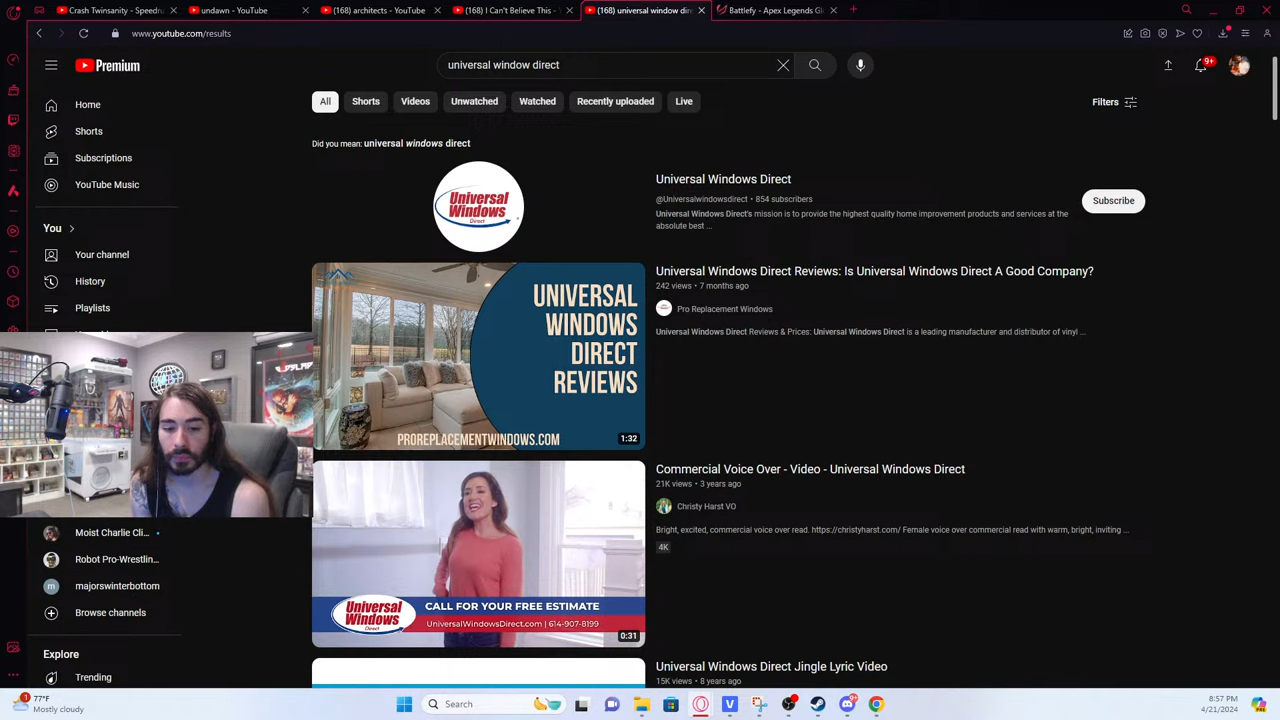 Crash Twinsanity - Speedru
undawn - YouTube
(168) architects - YouTube
(168) I Can't Believe This -
(168) universal window dire
Battlefy - Apex Legends Gl
www.youtube.com/results
Premium
universal window direct
9+
Home
Shorts
Subscriptions
YouTube Music
You
Your channel
History
Playlists
All
Shorts
Videos
Unwatched
Watched
Recently uploaded
Live
Filters
Did you mean: universal windows direct
Universal
Windows
Direct
Universal Windows Direct
@Universalwindowsdirect • 854 subscribers
Universal Windows Direct's mission is to provide the highest quality home improvement products and services at the
absolute best ...
Subscribe
UNIVERSAL
WINDOWS
DIRECT
REVIEWS
PROREPLACEMENTWINDOWS.COM
1:32
Universal Windows Direct Reviews: Is Universal Windows Direct A Good Company?
242 views • 7 months ago
Pro Replacement Windows
Universal Windows Direct Reviews & Prices: Universal Windows Direct is a leading manufacturer and distributor of vinyl ...
Universal
Windows
Direct
CALL FOR YOUR FREE ESTIMATE
UniversalWindowsDirect.com | 614-907-8199
0:31
Commercial Voice Over - Video - Universal Windows Direct
21K views • 3 years ago
Christy Harst VO
Bright, excited, commercial voice over read. https://christyharst.com/ Female voice over commercial read with warm, bright, inviting ...
4K
Universal Windows Direct Jingle Lyric Video
15K views • 8 years ago
Moist Charlie Cli...
Robot Pro-Wrestlin...
majorswinterbottom
Browse channels
Explore
Trending
1
77°F
Mostly cloudy
Search
9+
8:57 PM
4/21/2024